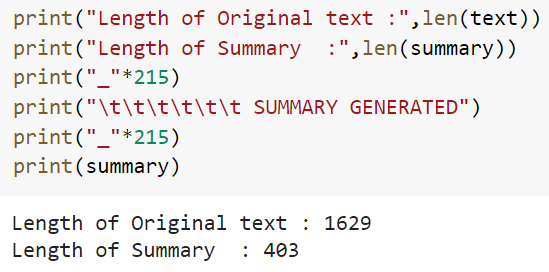 print("Length of Original text :",len(text))
print("Length of Summary  :",len(summary))
print("_"*215)
print("\t\t\t\t\t\t SUMMARY GENERATED")
print("_"*215)
print(summary)
Length of Original text : 1629
Length of Summary  : 403